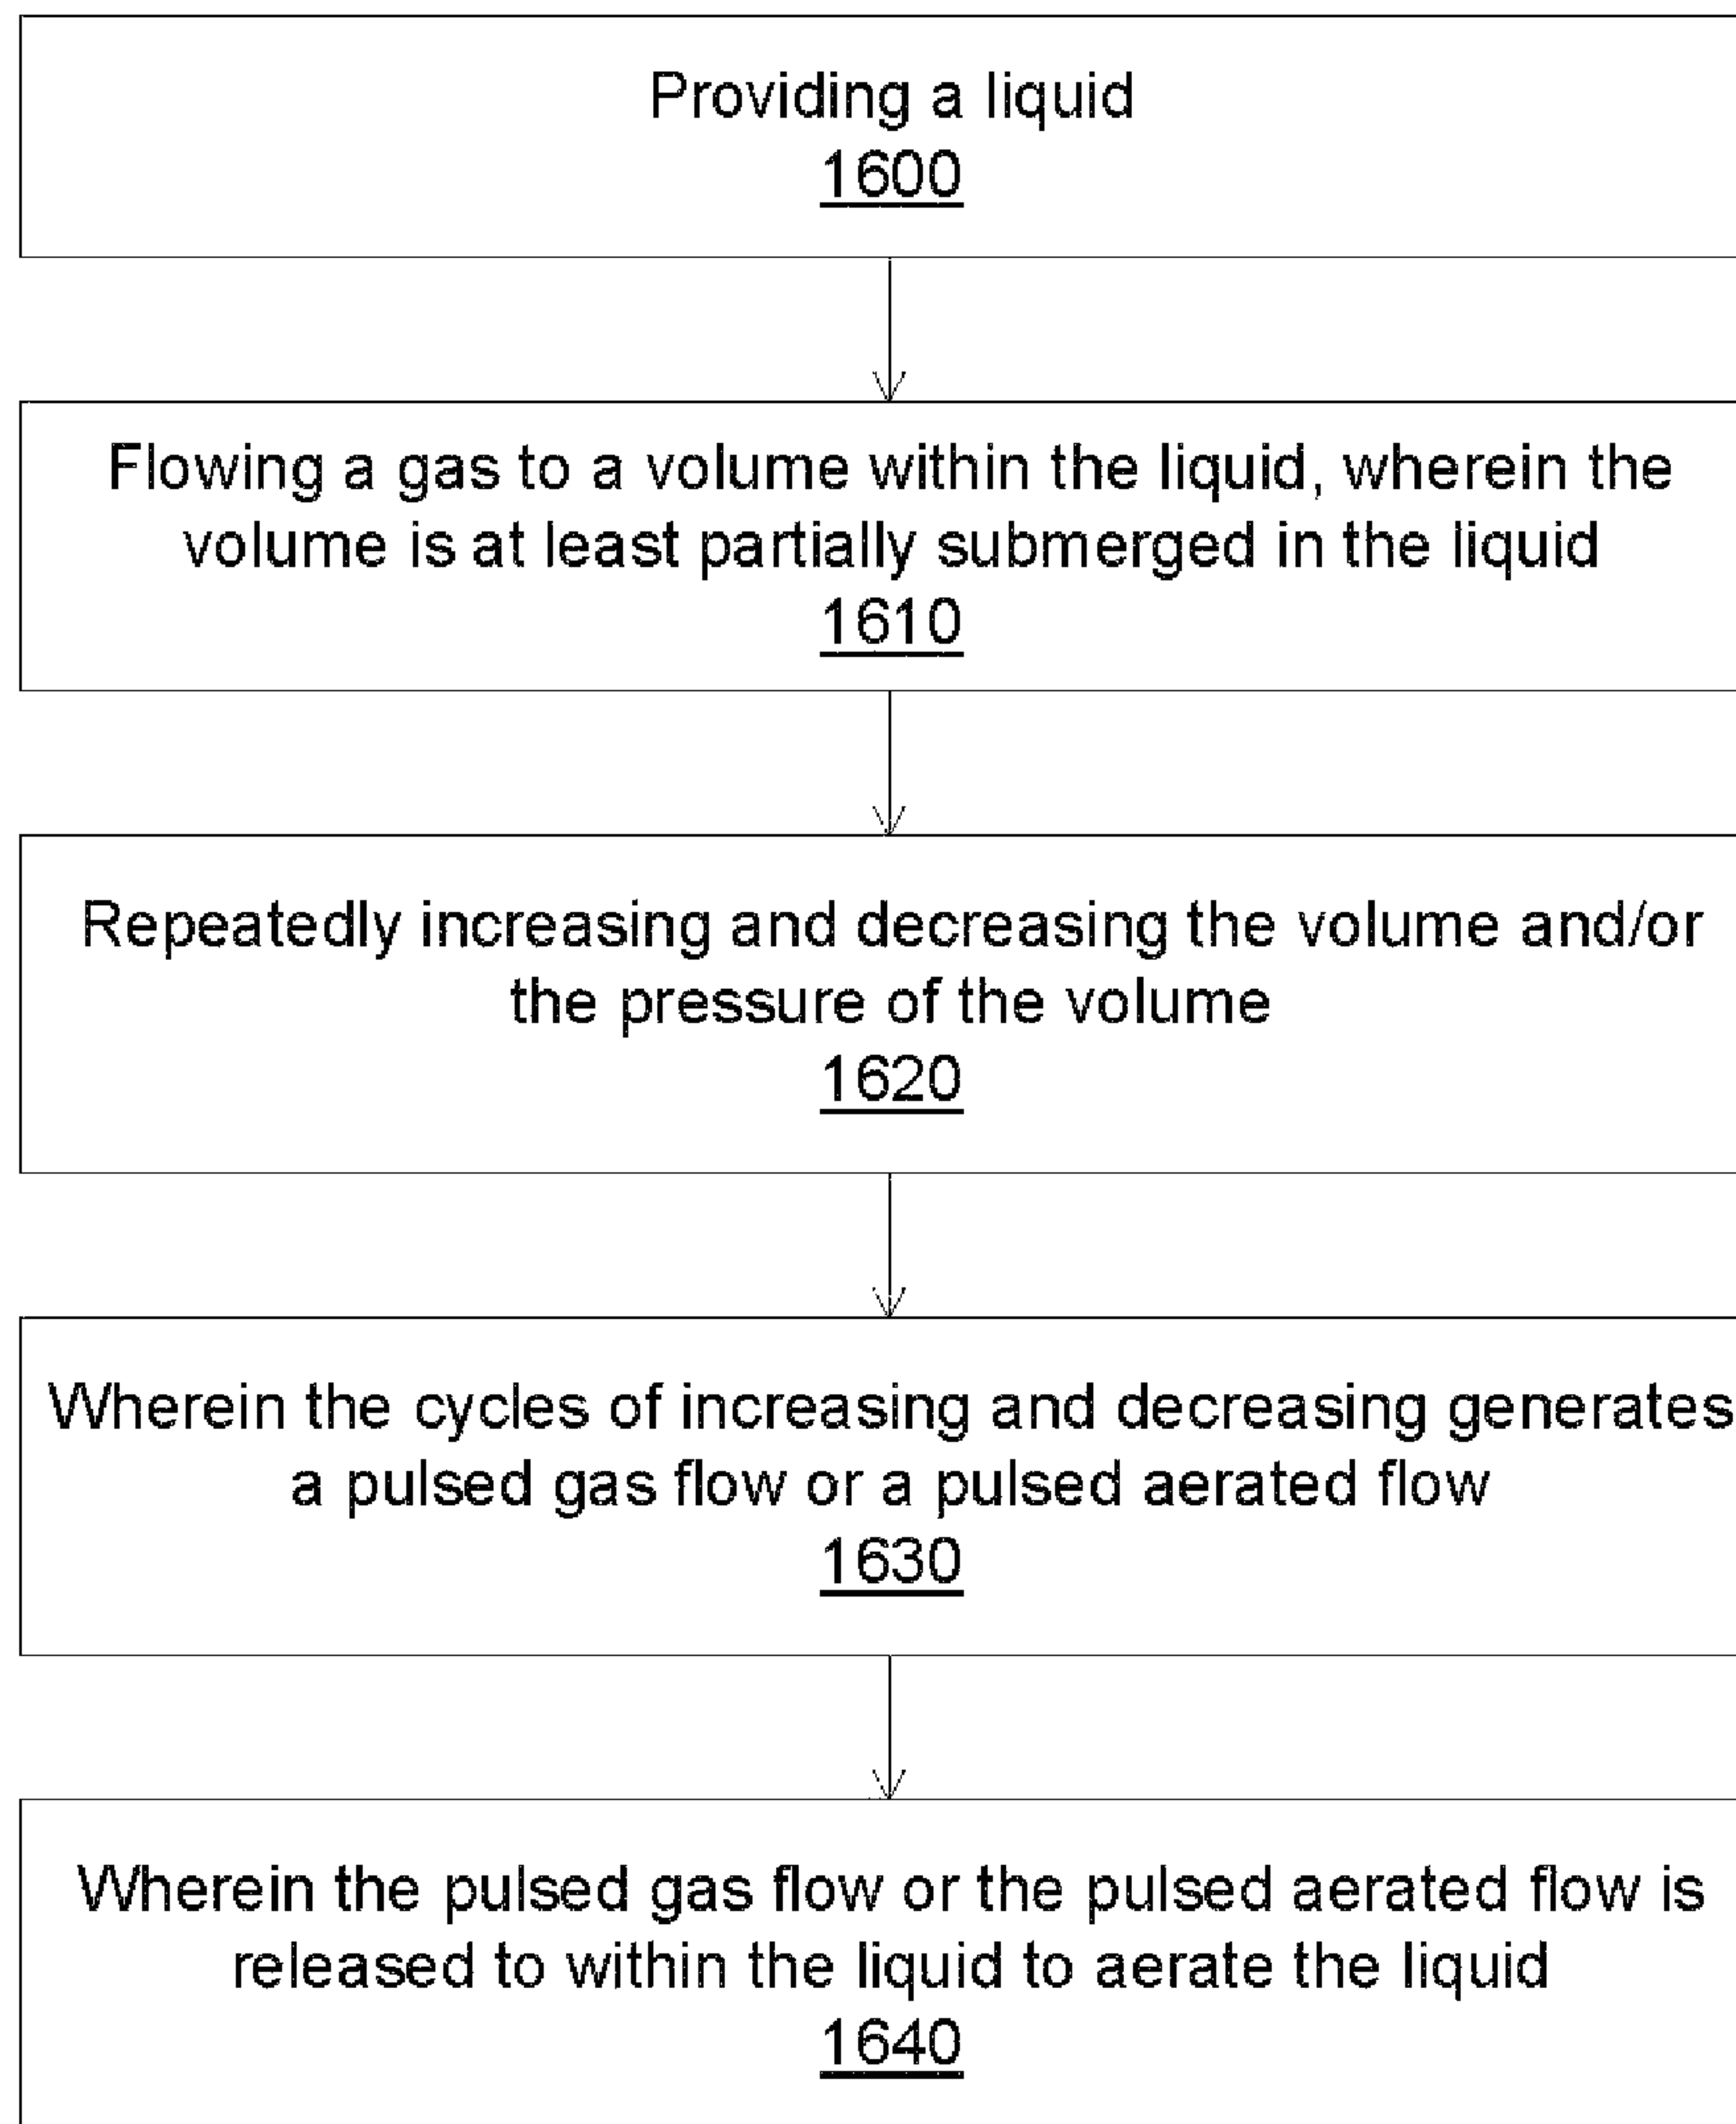 Providing a liquid
1600
Flowing a gas to a volume within the liquid, wherein the
volume is at least partially submerged in the liquid
1610
Repeatedly increasing and decreasing the volume and/or
the pressure of the volume
1620
Wherein the cycles of increasing and decreasing generates
a pulsed gas flow or a pulsed aerated flow
1630
Wherein the pulsed gas flow or the pulsed aerated flow is
released to within the liquid to aerate the liquid
1640